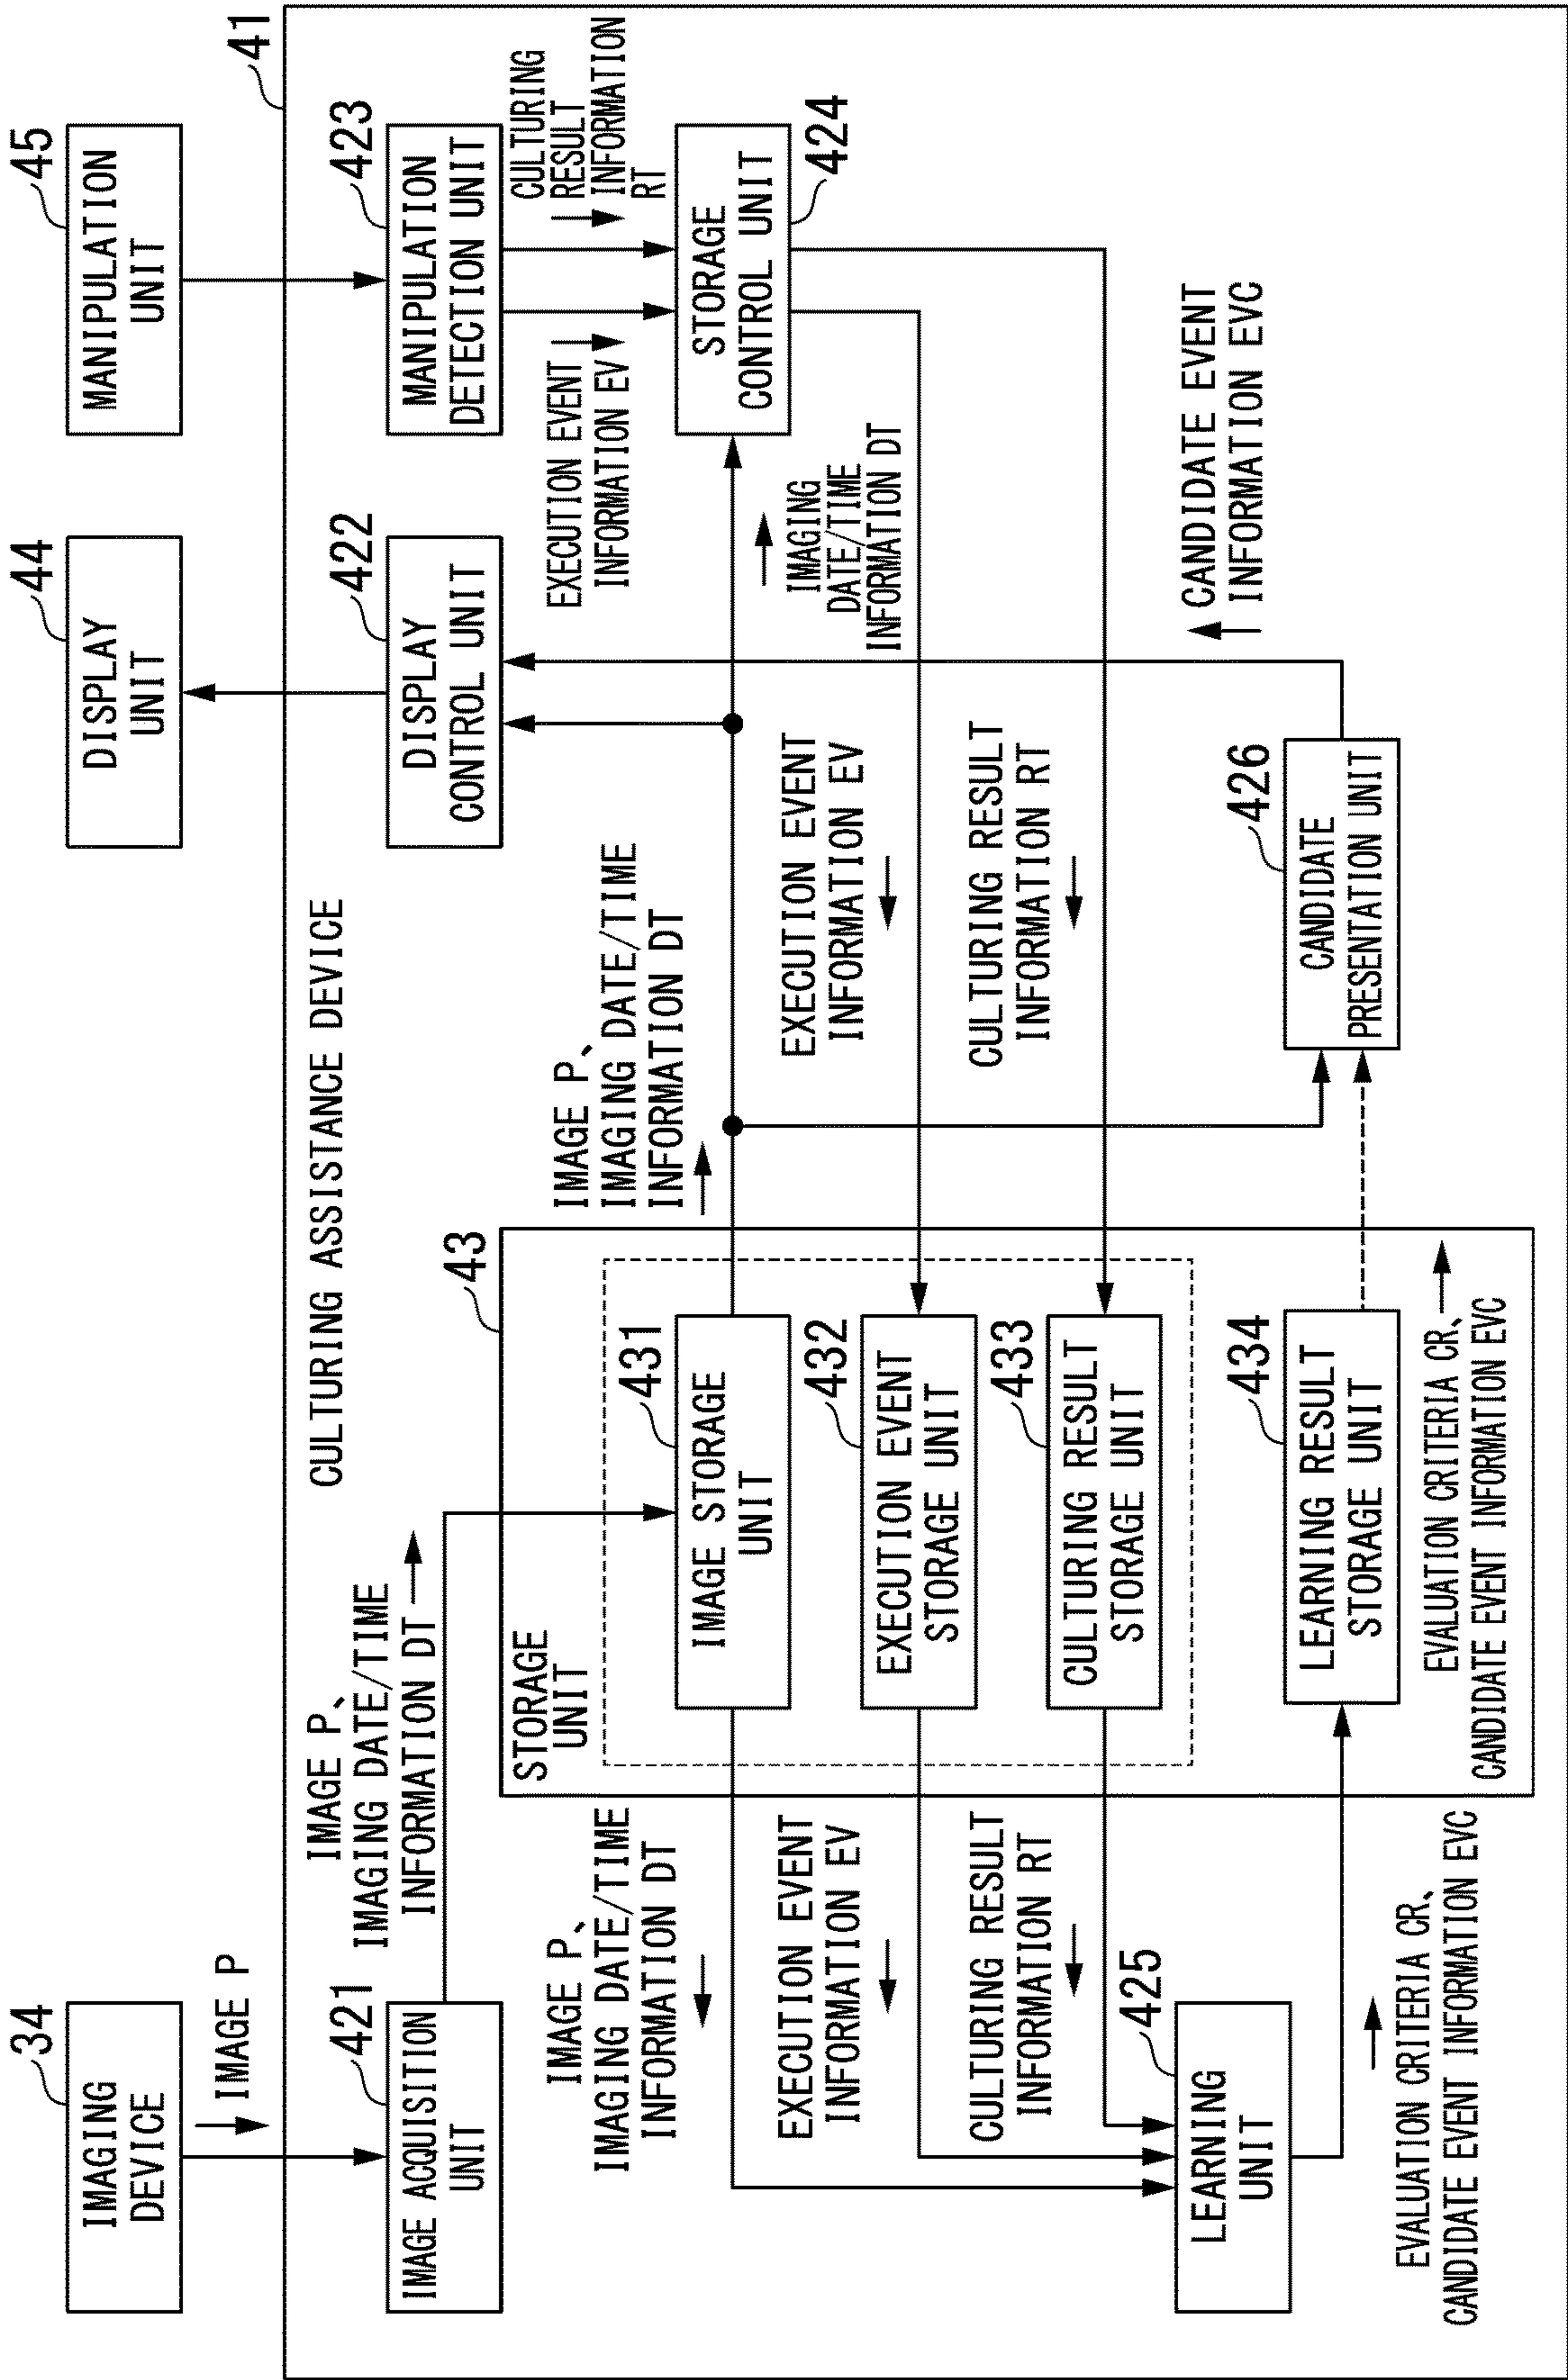 34
IMAGING
DEVICE
IMAGE P
44
DISPLAY
UNIT
45
MANIPULATION
UNIT
41
CULTURING ASSISTANCE DEVICE
421
IMAGE ACQUISITION
UNIT
IMAGE P、
IMAGING DATE/TIME
INFORMATION DT
422
DISPLAY
CONTROL UNIT
423
MANIPULATION
DETECTION UNIT
EXECUTION EVENT
INFORMATION EV
CULTURING
RESULT
INFORMATION
RT
STORAGE
UNIT
43
IMAGE P、
IMAGING DATE/TIME
INFORMATION DT
431
IMAGE STORAGE
UNIT
IMAGE P、
IMAGING DATE/TIME
INFORMATION DT
STORAGE
CONTROL UNIT
424
IMAGING
DATE/TIME
INFORMATION DT
EXECUTION EVENT
INFORMATION EV
432
EXECUTION EVENT
STORAGE UNIT
EXECUTION EVENT
INFORMATION EV
CULTURING RESULT
INFORMATION RT
433
CULTURING RESULT
STORAGE UNIT
CULTURING RESULT
INFORMATION RT
425
LEARNING
UNIT
434
LEARNING RESULT
STORAGE UNIT
426
CANDIDATE
PRESENTATION UNIT
CANDIDATE EVENT
INFORMATION EVC
EVALUATION CRITERIA CR、
CANDIDATE EVENT INFORMATION EVC
EVALUATION CRITERIA CR、
CANDIDATE EVENT INFORMATION EVC